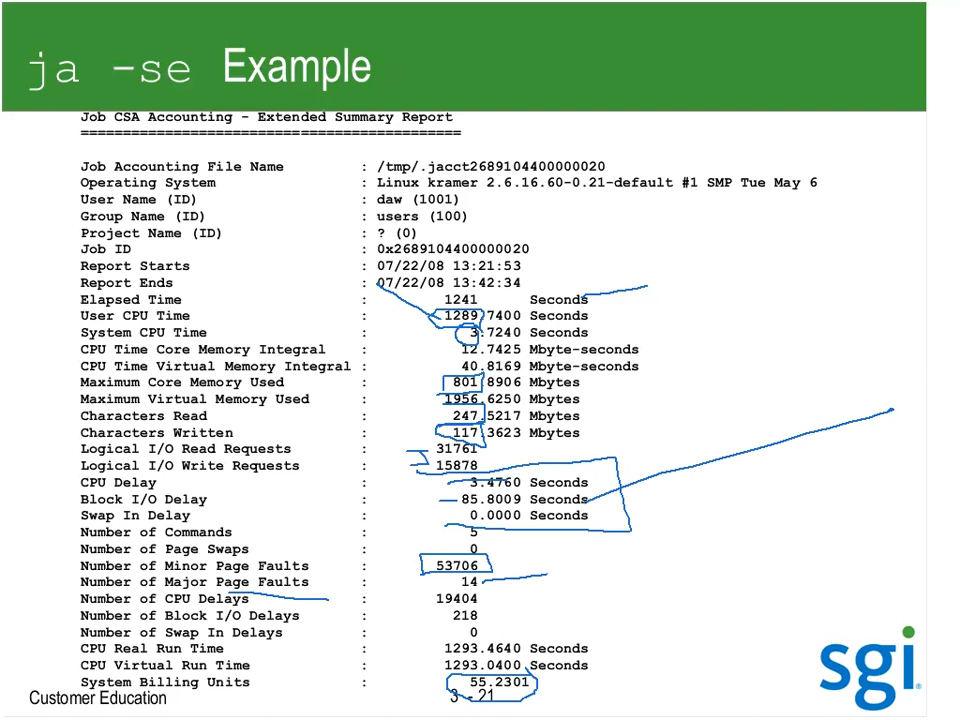 ja -se Example
Job CSA Accounting - Extended Summary Report
============================================
Job Accounting File Name : /tmp/.jacct2689104400000020
Operating System : Linux kramer 2.6.16.60-0.21-default #1 SMP Tue May 6
User Name (ID) : daw (1001)
Group Name (ID) : users (100)
Project Name (ID) : ? (0)
Job ID : 0x2689104400000020
Report Starts : 07/22/08 13:21:53
Report Ends : 07/22/08 13:42:34
Elapsed Time : 1241 Seconds
User CPU Time : 1289.7400 Seconds
System CPU Time : 3.7240 Seconds
CPU Time Core Memory Integral : 12.7425 Mbyte-seconds
CPU Time Virtual Memory Integral : 40.8169 Mbyte-seconds
Maximum Core Memory Used : 801.8906 Mbytes
Maximum Virtual Memory Used : 1956.6250 Mbytes
Characters Read : 247.5217 Mbytes
Characters Written : 117.3623 Mbytes
Logical I/O Read Requests : 31761
Logical I/O Write Requests : 15878
CPU Delay : 3.4760 Seconds
Block I/O Delay : 85.8009 Seconds
Swap In Delay : 0.0000 Seconds
Number of Commands : 5
Number of Page Swaps : 0
Number of Minor Page Faults : 53706
Number of Major Page Faults : 14
Number of CPU Delays : 19404
Number of Block I/O Delays : 218
Number of Swap In Delays : 0
CPU Real Run Time : 1293.4640 Seconds
CPU Virtual Run Time : 1293.0400 Seconds
System Billing Units : 55.2301
Customer Education 3 - 21
sgi